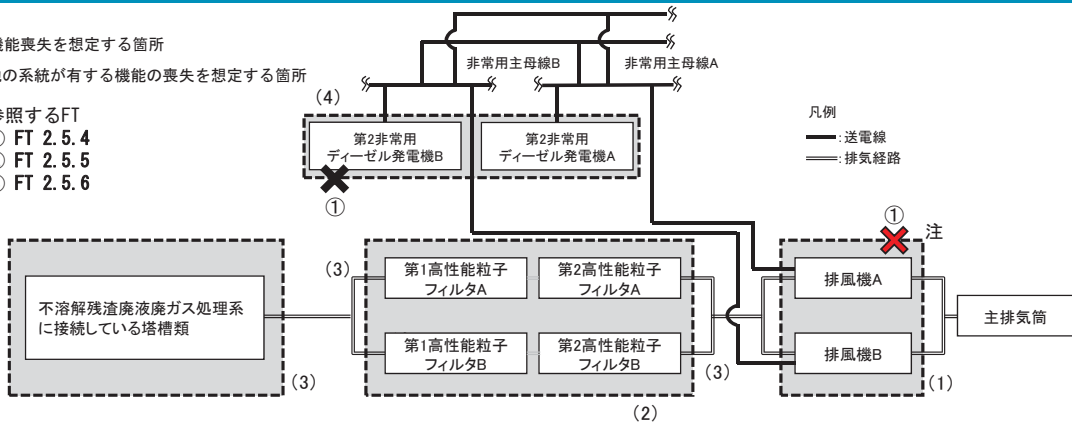 能喪失を想定する箇所
の系統が有する機能の喪失を想定する箇所
照するFT
FT 2.5.4
FT 2.5.5
FT 2.5.6
非常用主母線B
非常用主母線A
(4)
第2非常用
ディーゼル発電機B
第2非常用
ディーゼル発電機A
①
凡例
:送電線
:排気経路
不溶解残渣廃液廃ガス処理系
に接続している塔槽類
(3)
(3)
第1高性能粒子
フィルタA
第2高性能粒子
フィルタA
第1高性能粒子
フィルタB
第2高性能粒子
フィルタB
(3)
(2)
①
注
排風機A
排風機B
(1)
主排気筒